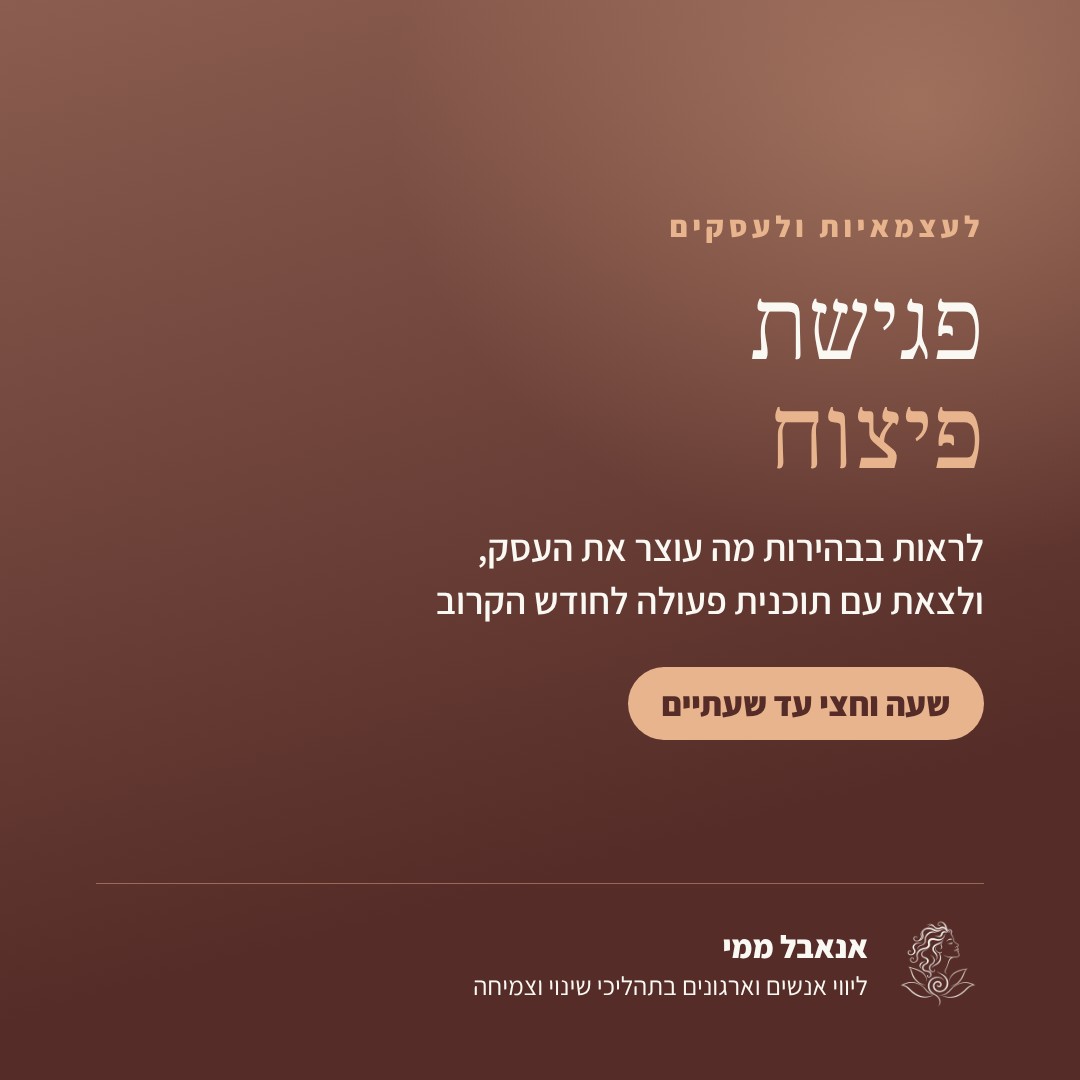 לעצמאיות ולעסקים
פגישת
פיצוח
לראות בבהירות מה עוצר את העסק,
ולצאת עם תוכנית פעולה לחודש הקרוב
שעה וחצי עד שעתיים
אנאבל ממי
ליווי אנשים וארגונים בתהליכי שינוי וצמיחה